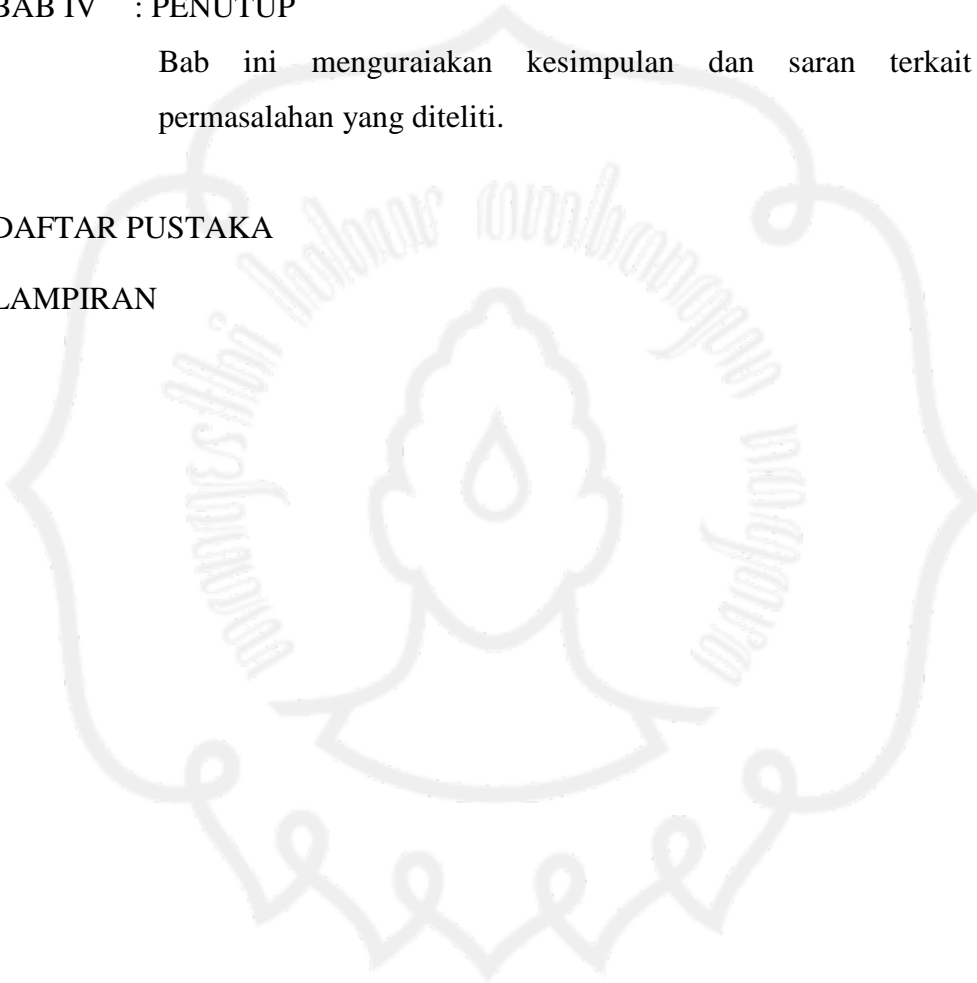 BAB IV : PENUTUP
Bab ini menguraiakan kesimpulan dan saran terkait
permasalahan yang diteliti.
DAFTAR PUSTAKA
LAMPIRAN